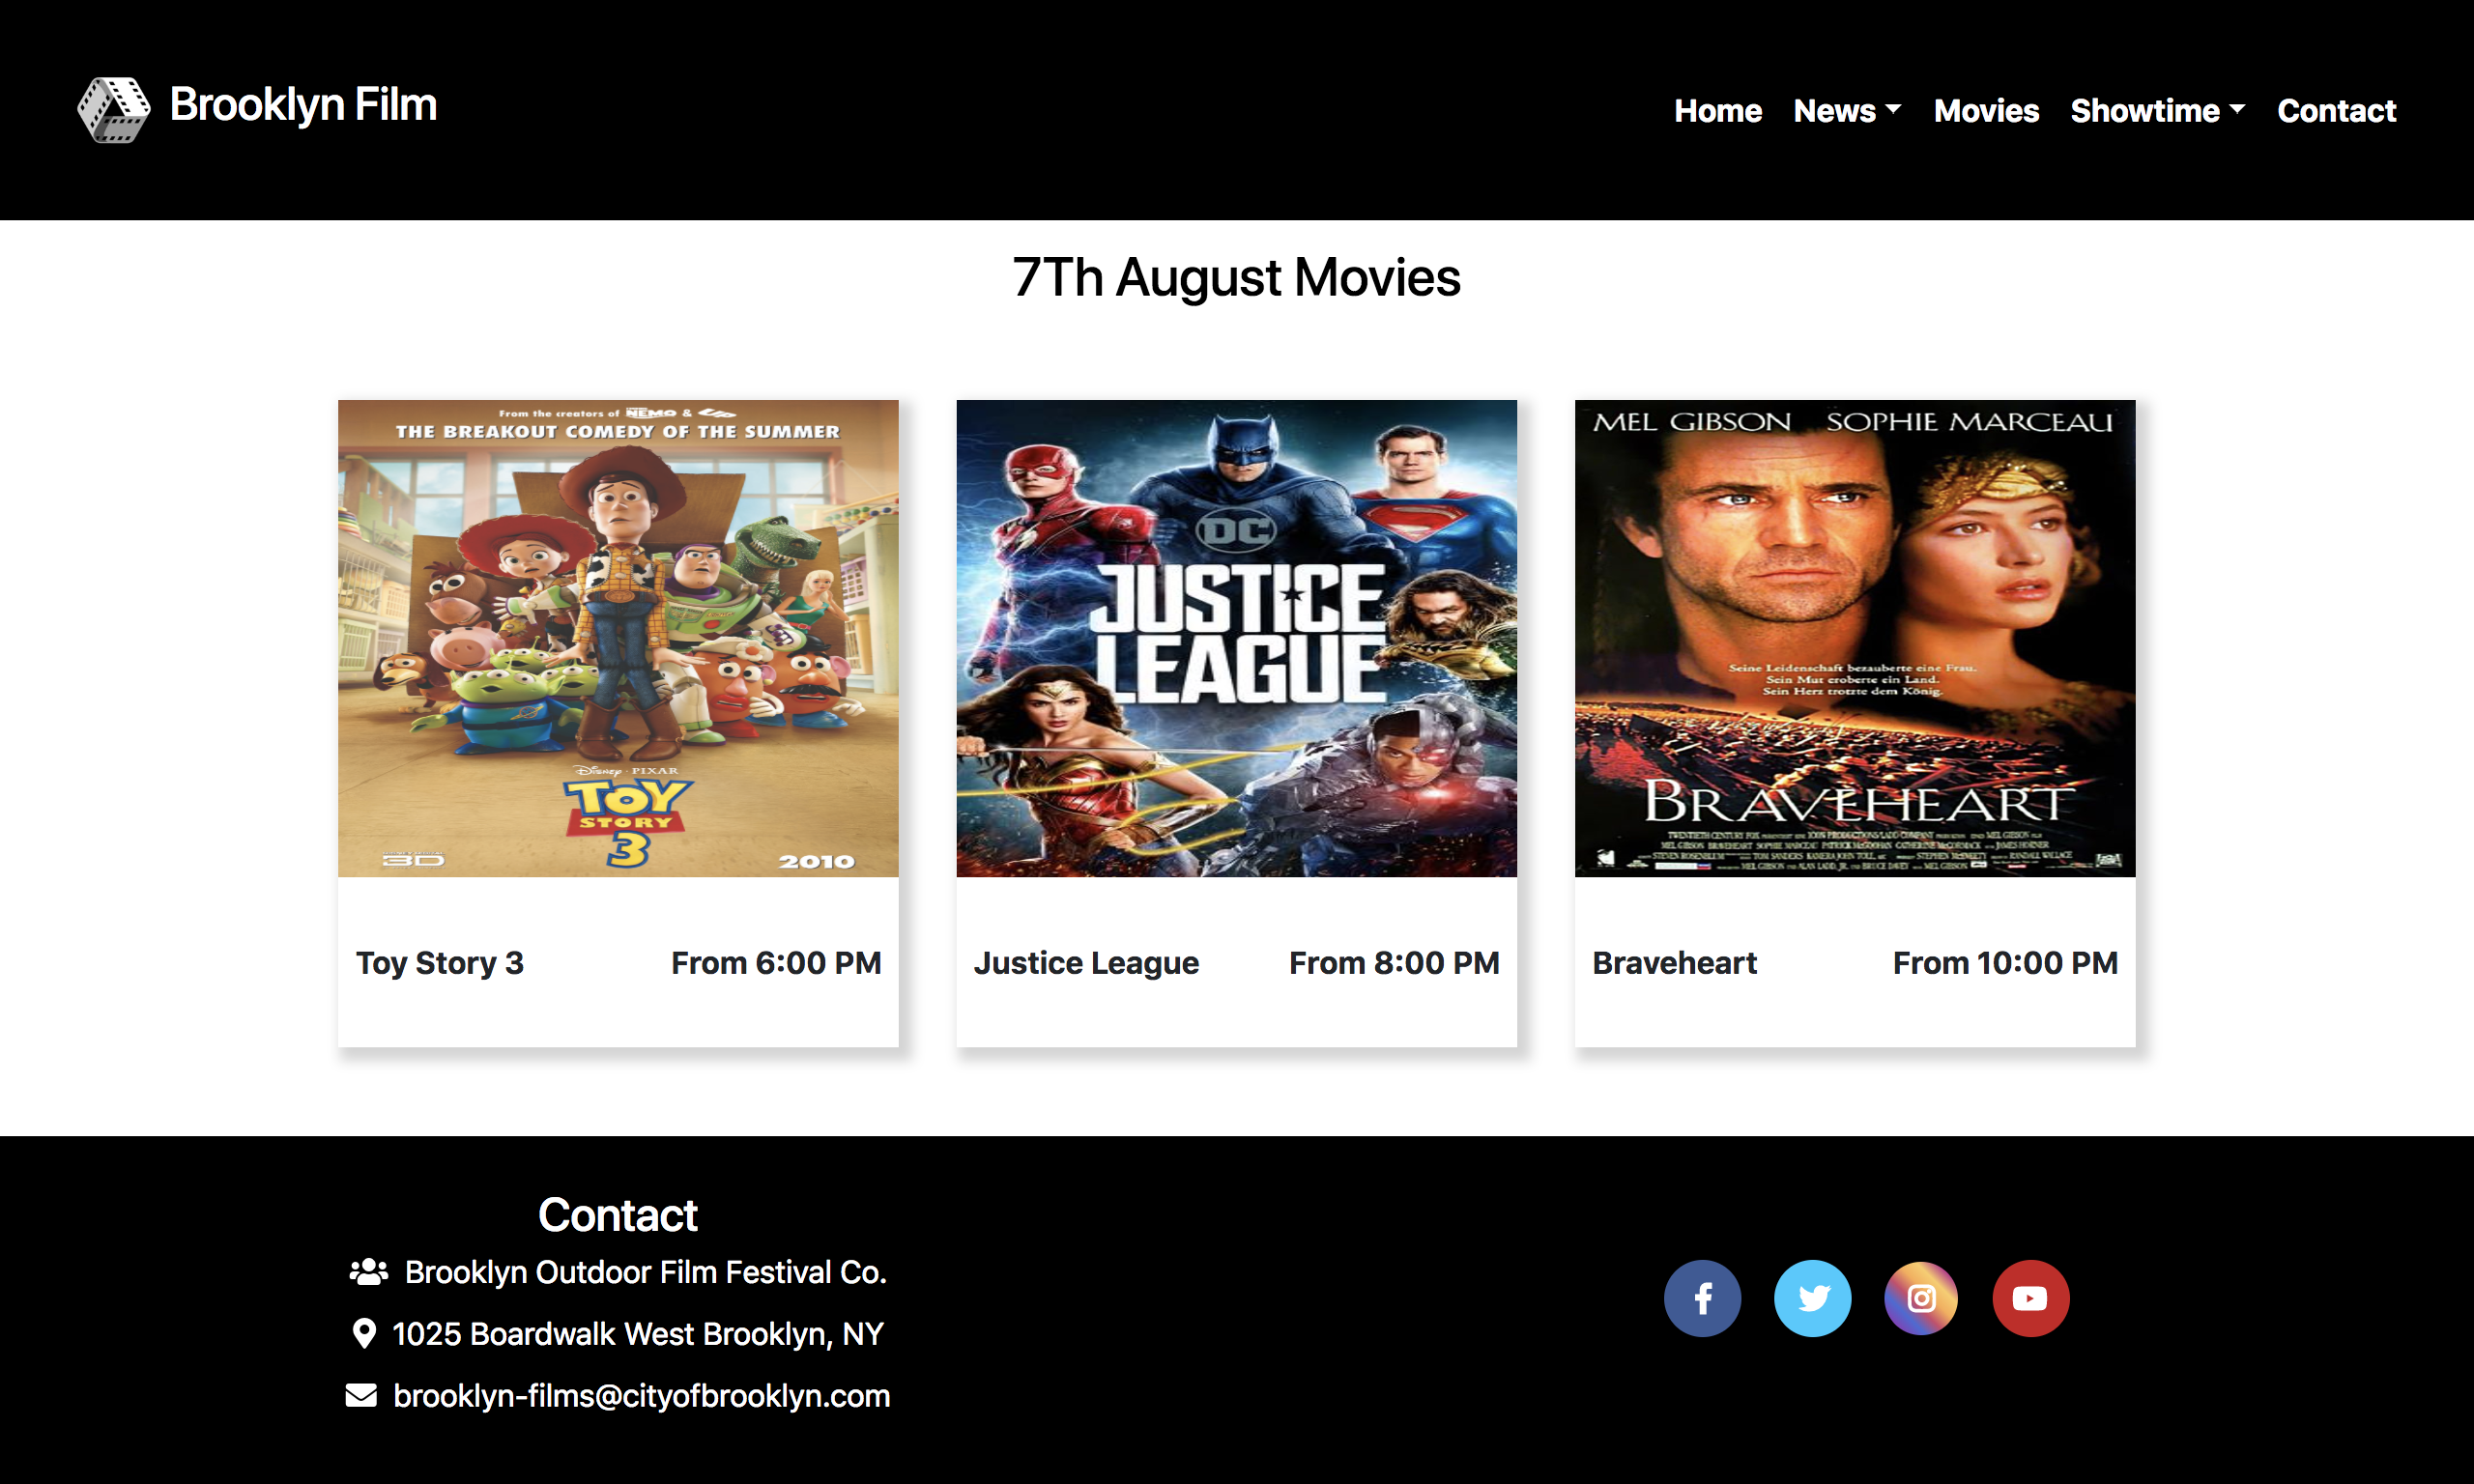 Brooklyn Film
Home News Movies Showtime Contact
7Th August Movies
From the creators of NEMO & UP
THE BREAKOUT COMEDY OF THE SUMMER
Disney · PIXAR
TOY
STORY
3
3D
2010
DC
JUSTICE
LEAGUE
MEL GIBSON SOPHIE MARCEAU
Seine Leidenschaft bezauberte eine Frau.
Sein Mut eroberte ein Land.
Sein Herz trotzte dem König.
BRAVEHEART
Toy Story 3 From 6:00 PM
Justice League From 8:00 PM
Braveheart From 10:00 PM
Contact
Brooklyn Outdoor Film Festival Co.
1025 Boardwalk West Brooklyn, NY
brooklyn-films@cityofbrooklyn.com